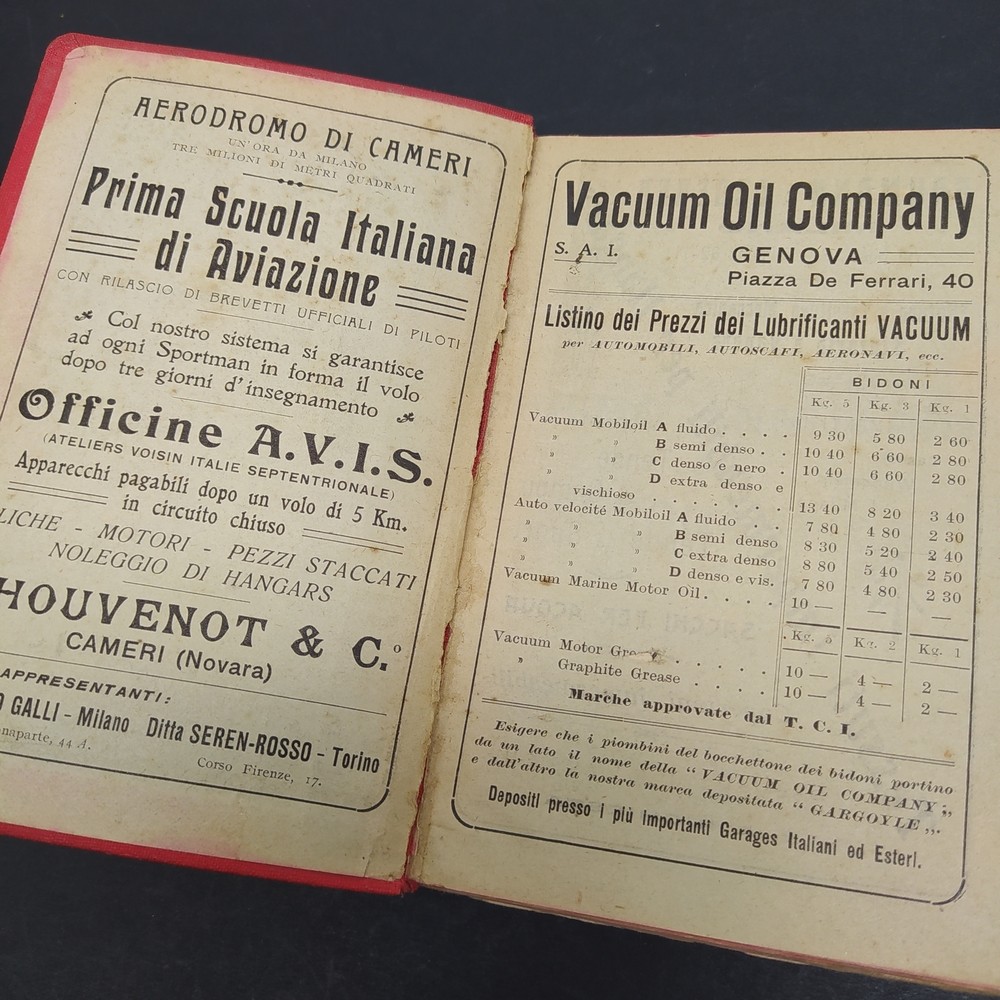 AERODROMO DI CAMERI
UN'ORA DA MILANO
TRE MILIONI DI METRI QUADRATI
Prima Scuola Italiana
di Aviazione
CON RILASCIO DI BREVETTI UFFICIALI DI PILOTI
Col nostro sistema si garantisce
ad ogni Sportman in forma il volo
dopo tre giorni d'insegnamento
Officine A.V.I.S.
(ATELIERS VOISIN ITALIE SEPTENTRIONALE)
Apparecchi pagabili dopo un volo di 5 Km.
in circuito chiuso
LICHE - MOTORI - PEZZI STACCATI
NOLEGGIO DI HANGARS
HOUVENOT & C.º
CAMERI (Novara)
APPRESENTANTI:
GALLI - Milano Ditta SEREN-ROSSO - Torino
naparte, 44 A. Corso Firenze, 17.
Vacuum Oil Company
S. A. I. GENOVA
Piazza De Ferrari, 40
Listino dei Prezzi dei Lubrificanti VACUUM
per AUTOMOBILI, AUTOSCAFI, AERONAVI, ecc.
BIDONI
Kg. 5 Kg. 3 Kg. 1
Vacuum Mobiloil A fluido . . . . 9 30 5 80 2 60
» » B semi denso . . 10 40 6 60 2 80
» » C denso e nero . 10 40 6 60 2 80
» » D extra denso e
vischioso . . . . . . . 13 40 8 20 3 40
Auto velocité Mobiloil A fluido . . 7 80 4 80 2 30
» » B semi denso 8 30 5 20 2 40
» » C extra denso 8 80 5 40 2 50
» » D denso e vis. 7 80 4 80 2 30
Vacuum Marine Motor Oil . . . . 10 — — —
Kg. 5 Kg. 2 Kg. 1
Vacuum Motor Gre . . . . . . 10 — 4 — 2 —
» Graphite Grease . . . . . 10 — 4 — 2 —
Marche approvate dal T. C. I.
Esigere che i piombini del bocchettone dei bidoni portino
da un lato il nome della “ VACUUM OIL COMPANY „
e dall'altro la nostra marca depositata “ GARGOYLE „.
Depositi presso i più importanti Garages Italiani ed Esteri.